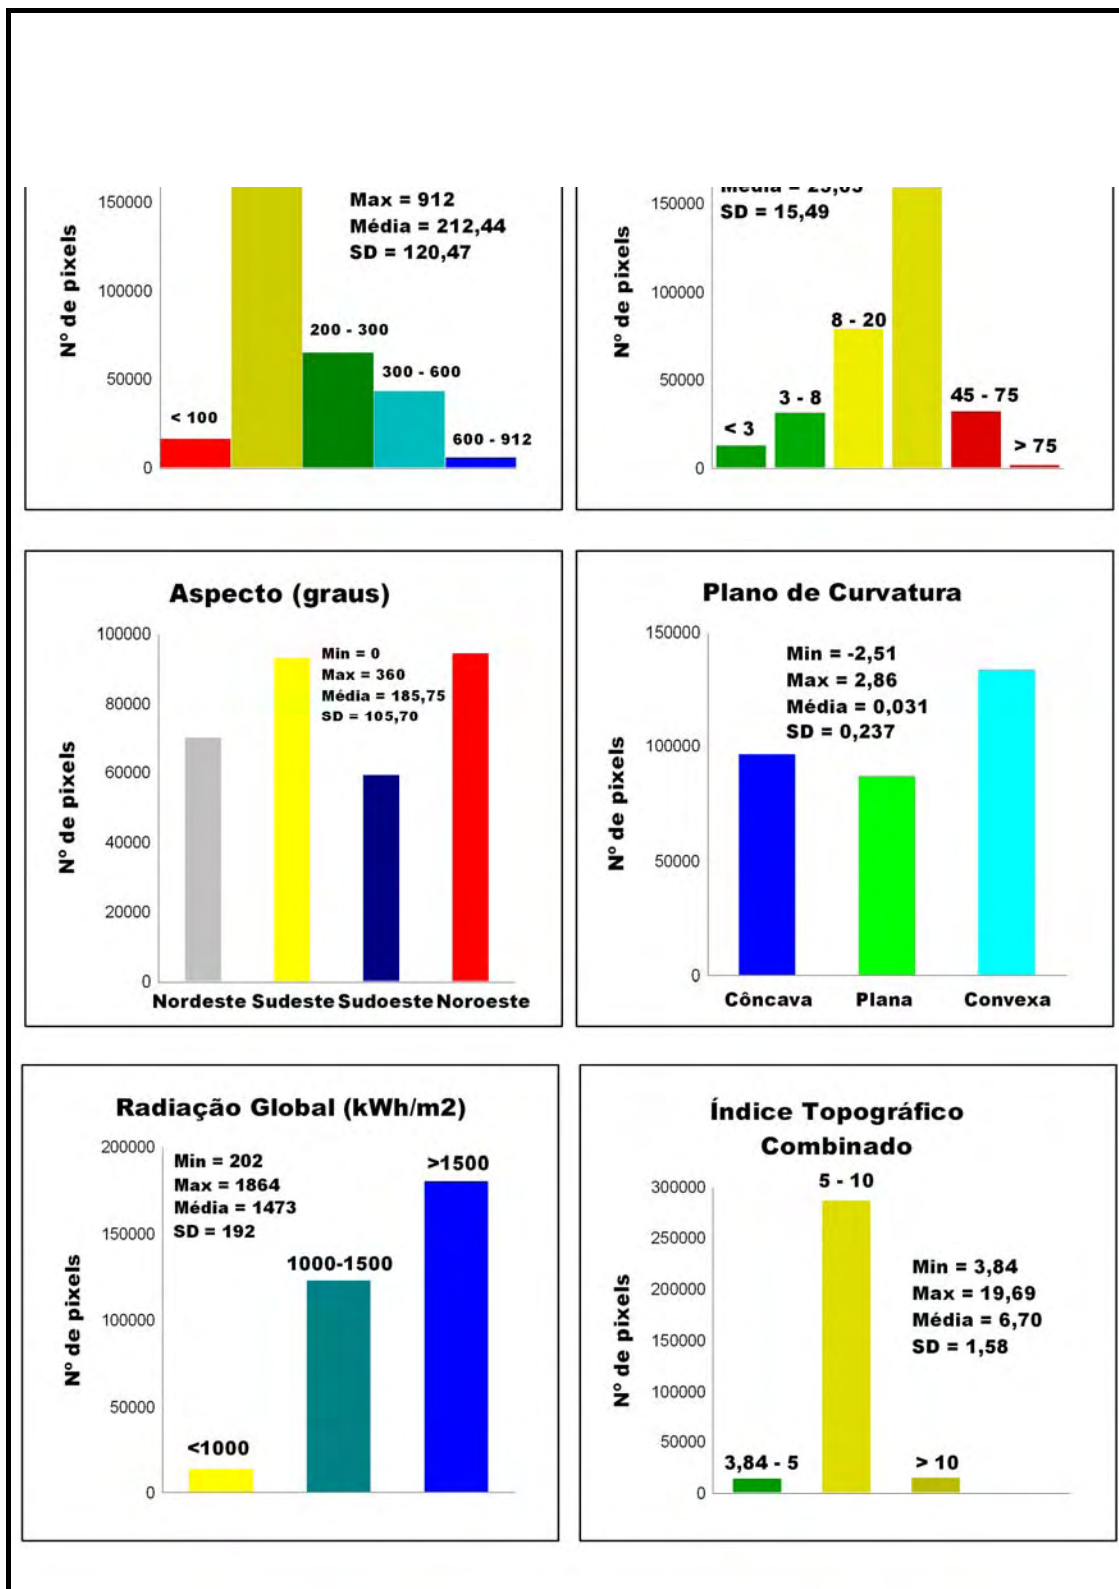 Max = 912
Média = 212,44
SD = 120,47
Nº de pixels
150000
100000
50000
0
< 100
200 - 300
300 - 600
600 - 912
SD = 15,49
Nº de pixels
150000
100000
50000
0
< 3
3 - 8
8 - 20
45 - 75
> 75
Aspecto (graus)
Nº de pixels
100000
80000
60000
40000
20000
0
Min = 0
Max = 360
Média = 185,75
SD = 105,70
Nordeste Sudeste Sudoeste Noroeste
Plano de Curvatura
Nº de pixels
150000
100000
50000
0
Min = -2,51
Max = 2,86
Média = 0,031
SD = 0,237
Côncava Plana Convexa
Radiação Global (kWh/m2)
Nº de pixels
200000
150000
100000
50000
0
Min = 202
Max = 1864
Média = 1473
SD = 192
<1000
1000-1500
>1500
Índice Topográfico
Combinado
Nº de pixels
300000
250000
200000
150000
100000
50000
0
3,84 - 5
5 - 10
> 10
Min = 3,84
Max = 19,69
Média = 6,70
SD = 1,58